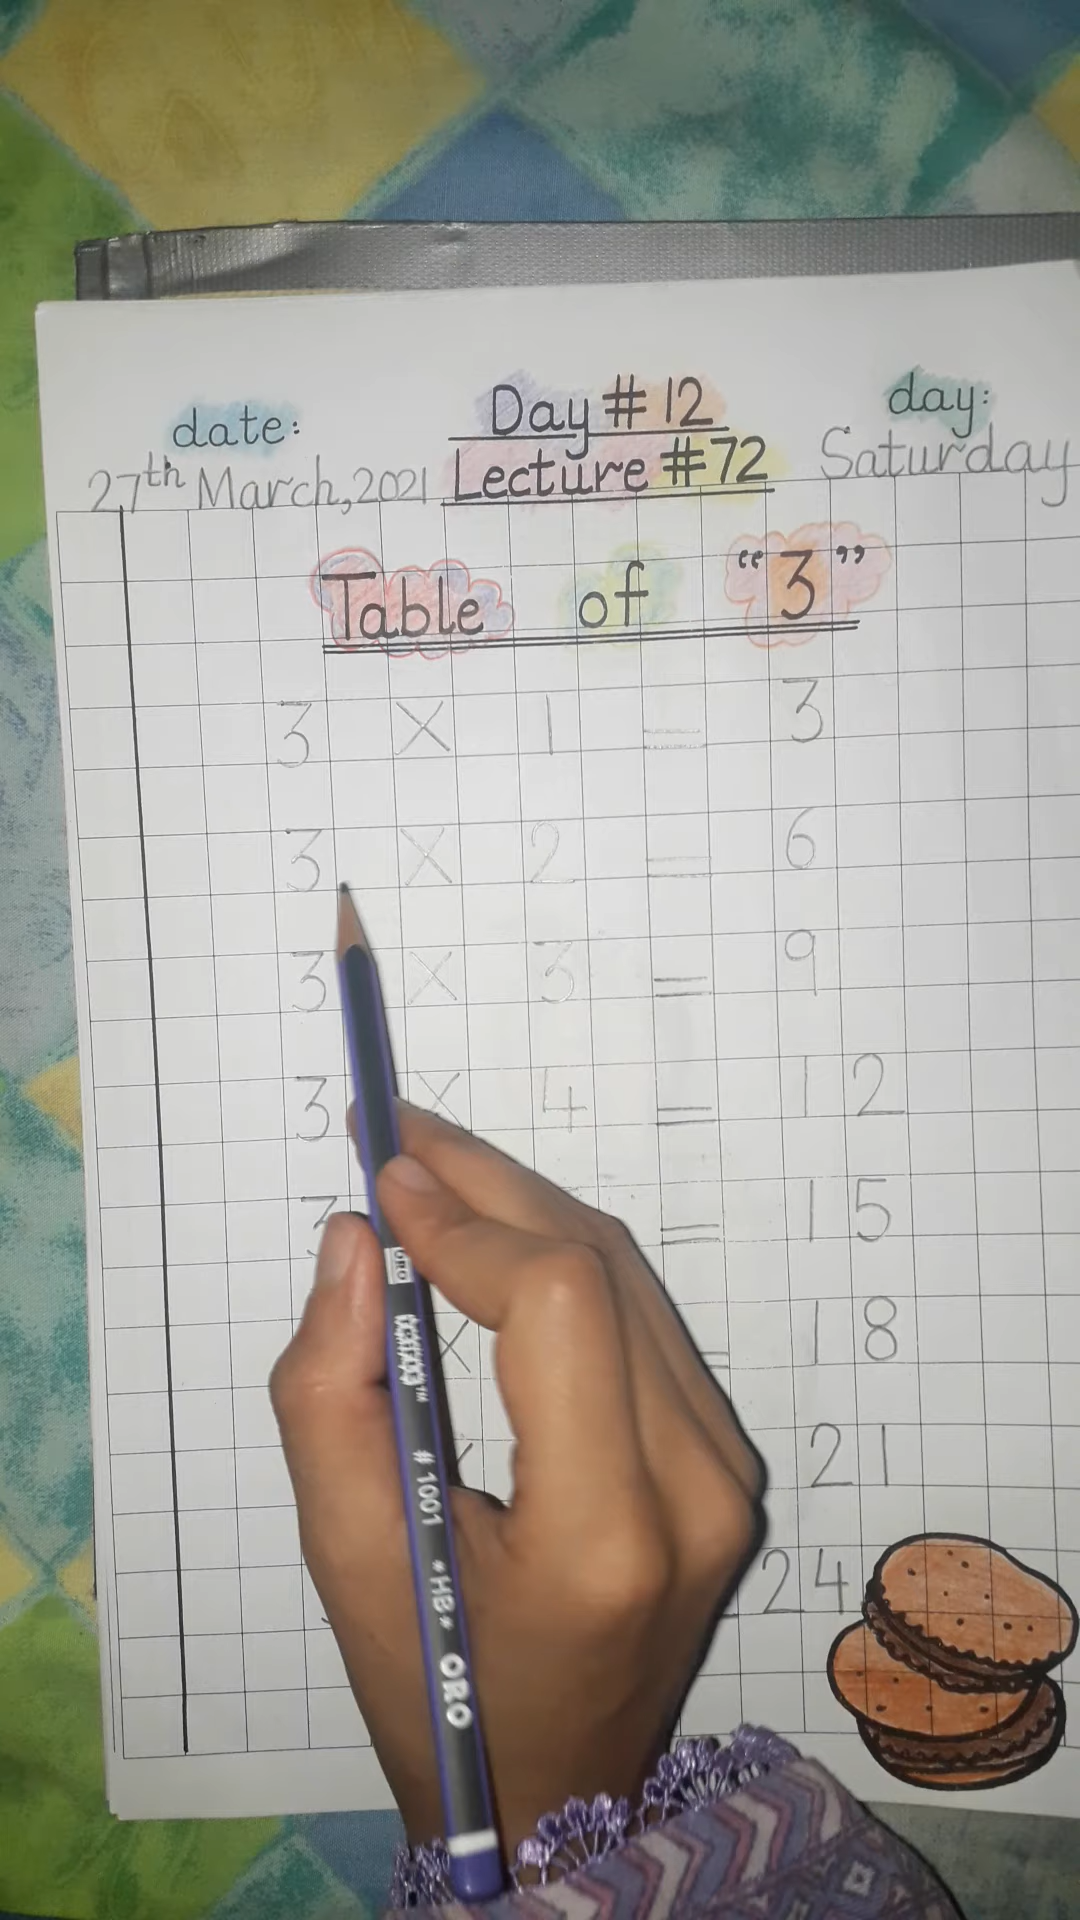 date: Day # 12 day:
27th March, 2021 Lecture #72 Saturday
Table of “3”
3 X 1 = 3
3 X 2 = 6
3 X 3 = 9
3 X 4 = 12
3 = 15
X = 18
21
24
ORO
# 1001 *HB* ORO